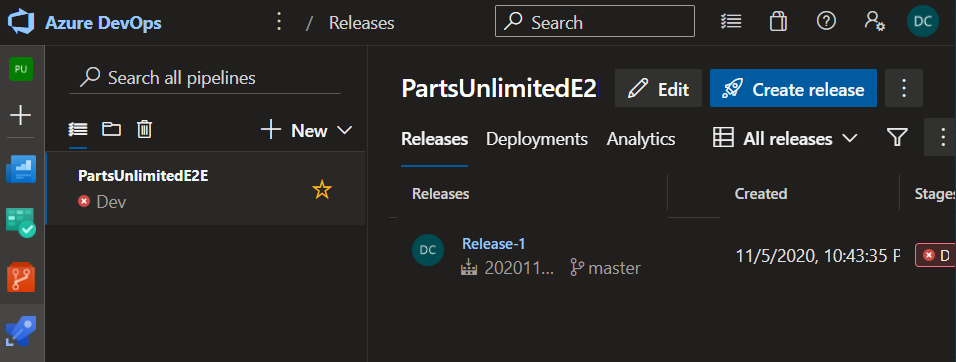 Azure DevOps
/ Releases
Search
DC
PU
Search all pipelines
New
PartsUnlimitedE2E
Dev
PartsUnlimitedE2
Edit
Create release
Releases
Deployments
Analytics
All releases
Releases
Created
Stages
DC
Release-1
11/5/2020, 10:43:35 P
D
202011...
master